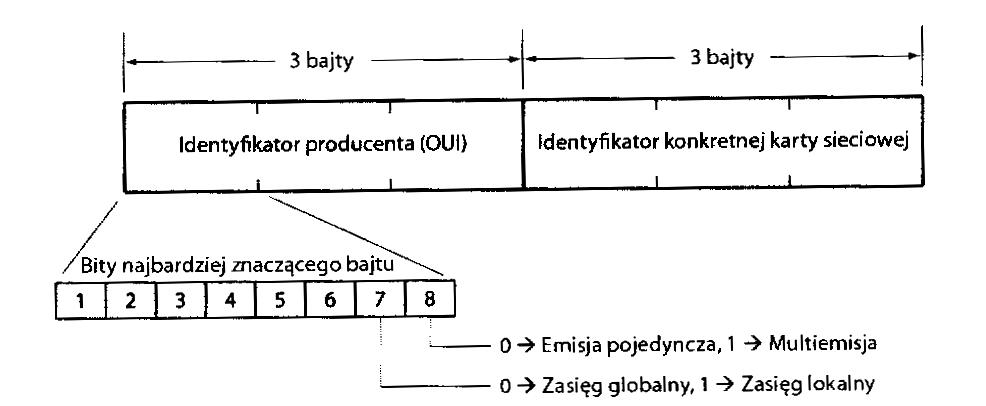 3 bajty 3 bajty
Identyfikator producenta (OUI) Identyfikator konkretnej karty sieciowej
Bity najbardziej znaczącego bajtu
1 2 3 4 5 6 7 8
0 → Emisja pojedyncza, 1 → Multiemisja
0 → Zasięg globalny, 1 → Zasięg lokalny